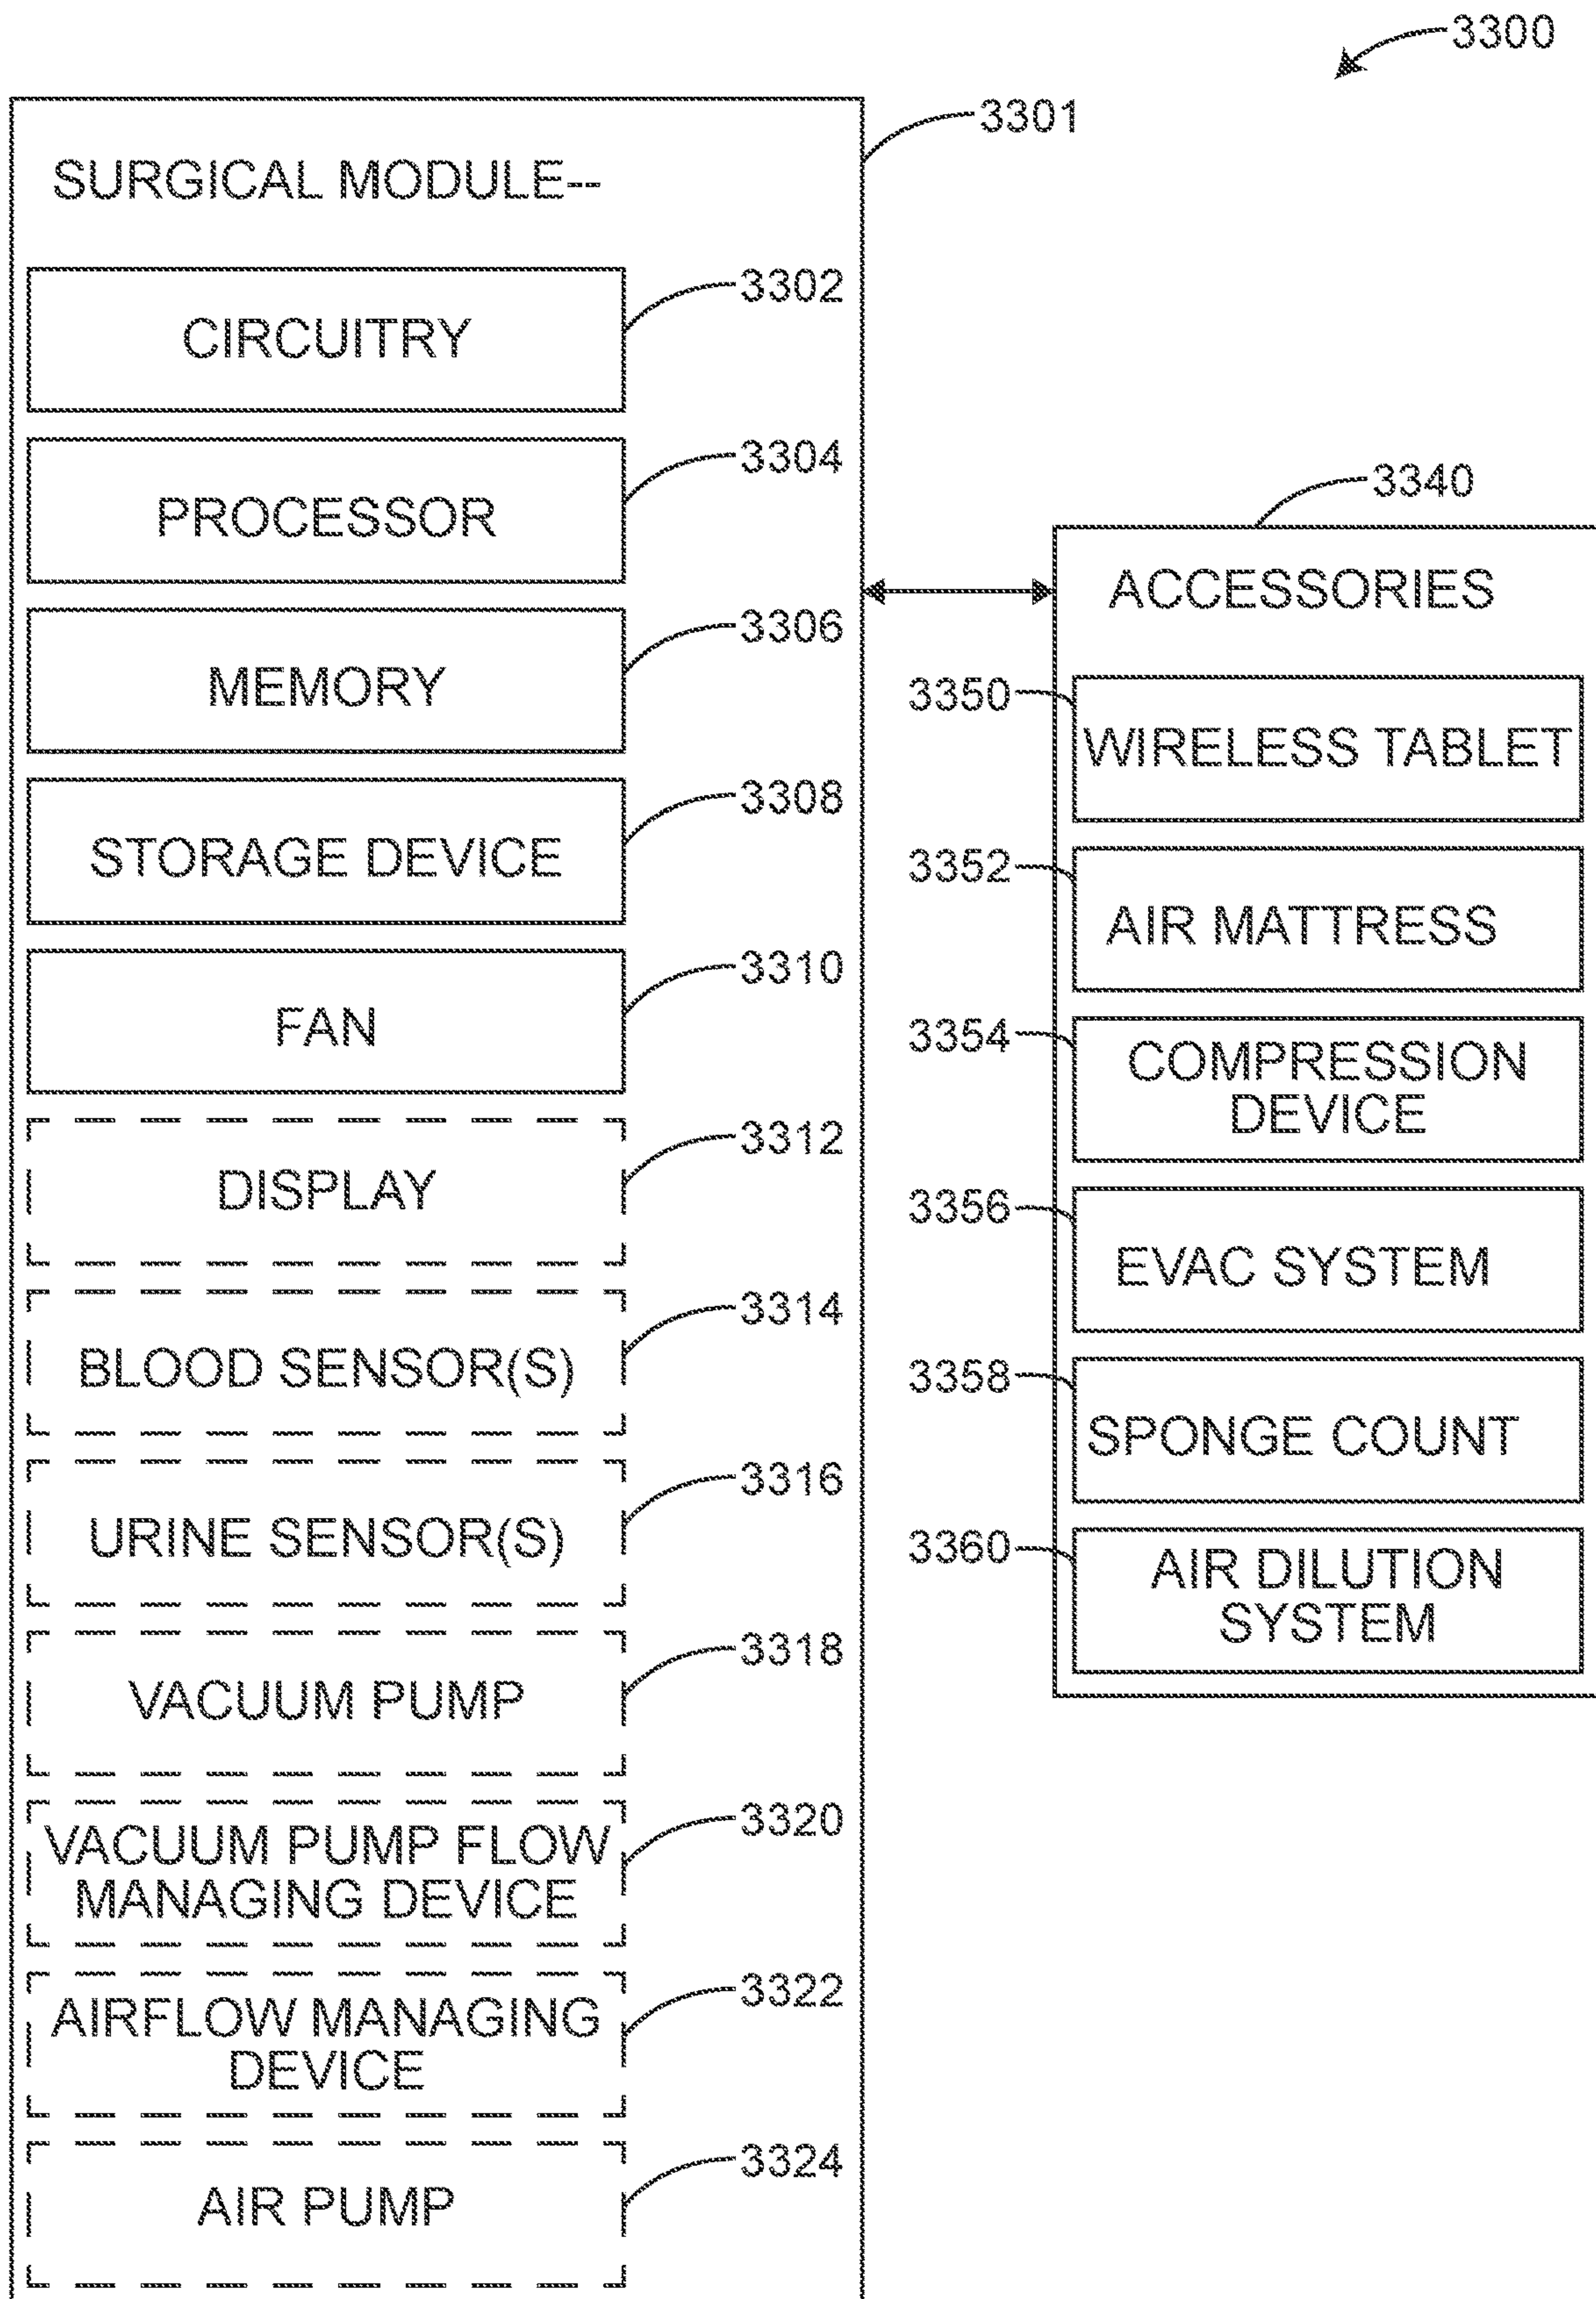 3300
3301
SURGICAL MODULE--
3302
CIRCUITRY
3304
PROCESSOR
3306
MEMORY
3308
STORAGE DEVICE
3310
FAN
3312
DISPLAY
3314
BLOOD SENSOR(S)
3316
URINE SENSOR(S)
3318
VACUUM PUMP
3320
VACUUM PUMP FLOW
MANAGING DEVICE
3322
AIRFLOW MANAGING
DEVICE
3324
AIR PUMP
3340
ACCESSORIES
3350
WIRELESS TABLET
3352
AIR MATTRESS
3354
COMPRESSION
DEVICE
3356
EVAC SYSTEM
3358
SPONGE COUNT
3360
AIR DILUTION
SYSTEM